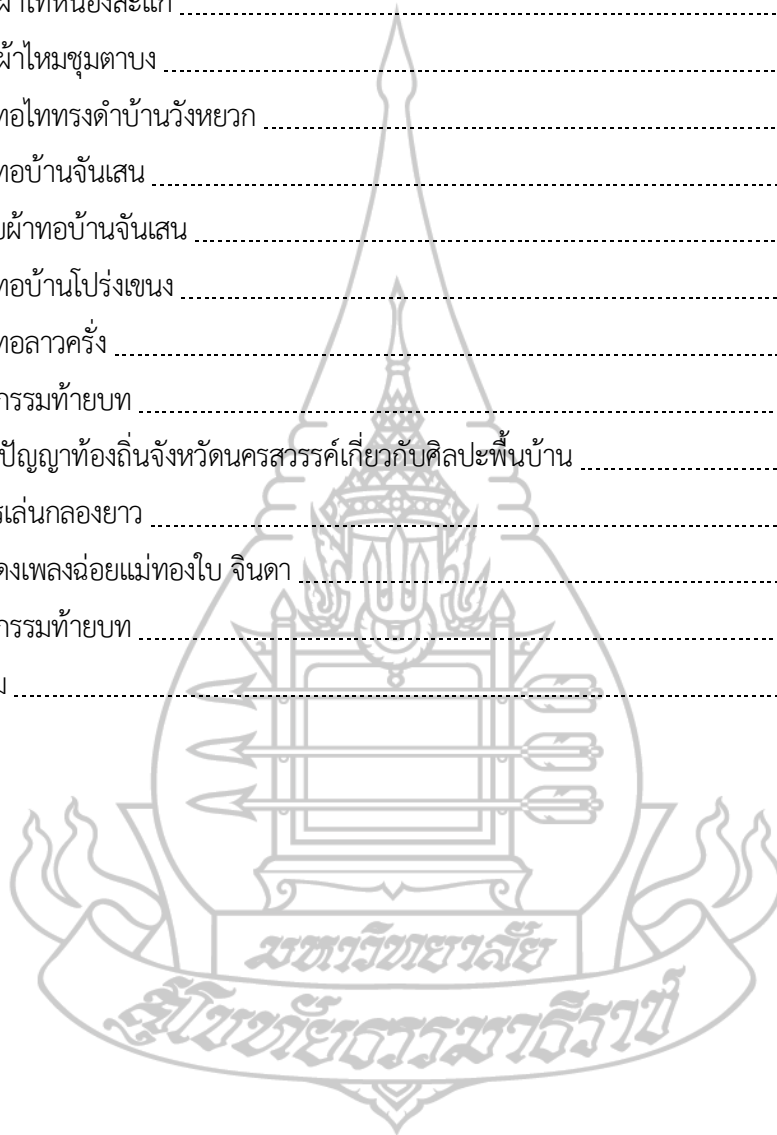 ผ้าไหมชุมตาบง
ทอไททรงดำบ้านวังหยวก
ทอบ้านจันเสน
ผ้าทอบ้านจันเสน
ทอบ้านโปร่งเขนง
ทอลาวครั่ง
กรรมท้ายบท
ปัญญาท้องถิ่นจังหวัดนครสวรรค์เกี่ยวกับศิลปะพื้นบ้าน
รเล่นกลองยาว
ดงเพลงฉ่อยแม่ทองใบ จินดา
กรรมท้ายบท
ม
มหาวิทยาลัย
สุโขทัยธรรมาธิราช